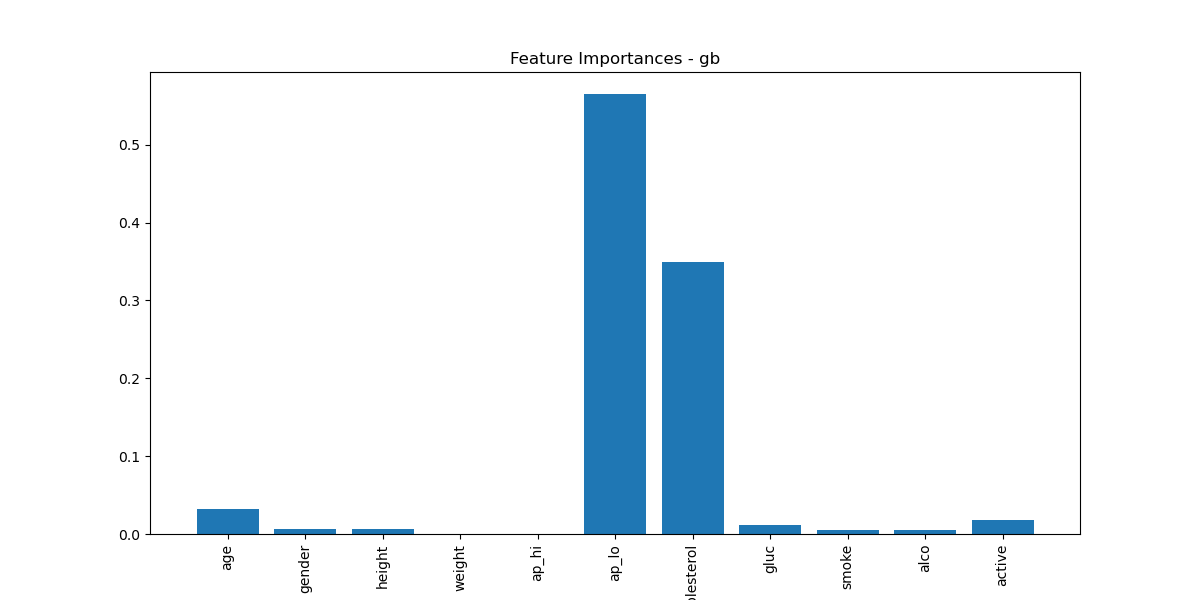 Feature Importances - gb
0.5
0.4
0.3
0.2
0.1
0.0
age
gender
height
weight
ap_hi
ap_lo
olesterol
gluc
smoke
alco
active